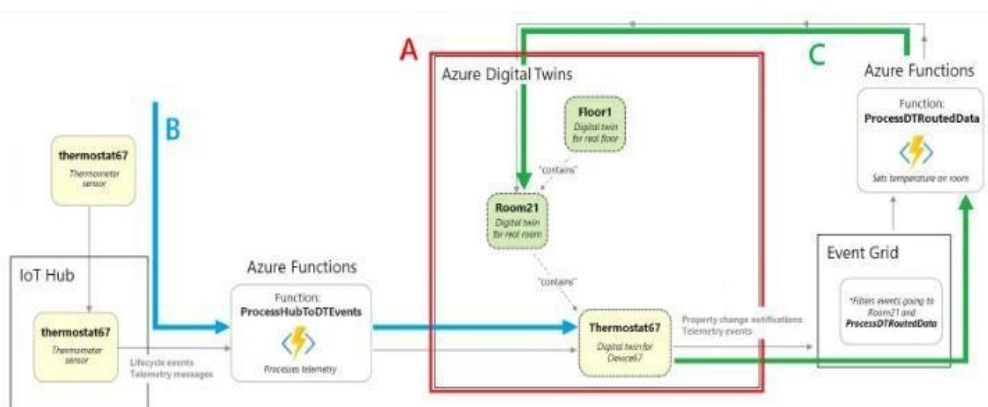 A
Azure Digital Twins
C
Azure Functions
Function:
ProcessDTRoutedData
Sets temperature on room
B
Floor1
Digital twin
for real floor
"contains"
thermostat67
Thermometer
sensor
Room21
Digital twin
for real room
"contains"
IoT Hub
thermostat67
Thermometer
sensor
Lifecycle events
Telemetry messages
Azure Functions
Function:
ProcessHubToDTEvents
Processes telemetry
Thermostat67
Digital twin for
Device67
Property change notifications
Telemetry events
Event Grid
*Filters events going to
Room21 and
ProcessDTRoutedData